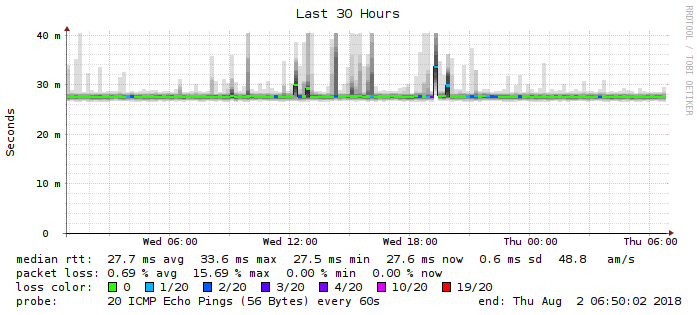 Last 30 Hours
RRDTOOL / TOBI OETIKER
40 m
30 m
20 m
10 m
0
Seconds
Wed 06:00 Wed 12:00 Wed 18:00 Thu 00:00 Thu 06:00
median rtt: 27.7 ms avg 33.6 ms max 27.5 ms min 27.6 ms now 0.6 ms sd 48.8 am/s
packet loss: 0.69 % avg 15.69 % max 0.00 % min 0.00 % now
loss color: 0 1/20 2/20 3/20 4/20 10/20 19/20
probe: 20 ICMP Echo Pings (56 Bytes) every 60s end: Thu Aug 2 06:50:02 2018